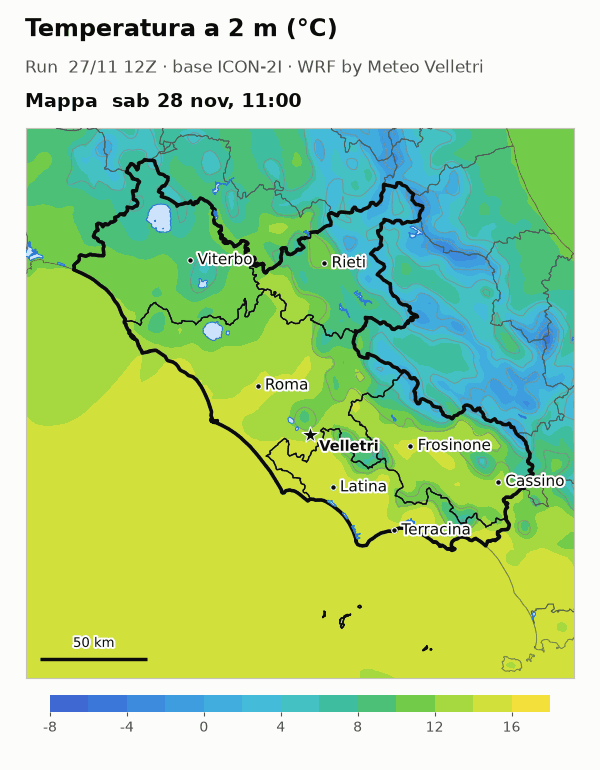 Temperatura a 2 m (°C)
Run  27/11 12Z · base ICON-2I · WRF by Meteo Velletri
Mappa  sab 28 nov, 11:00
Viterbo
Rieti
Roma
Velletri
Frosinone
Cassino
Latina
Terracina
50 km
-8 -4 0 4 8 12 16